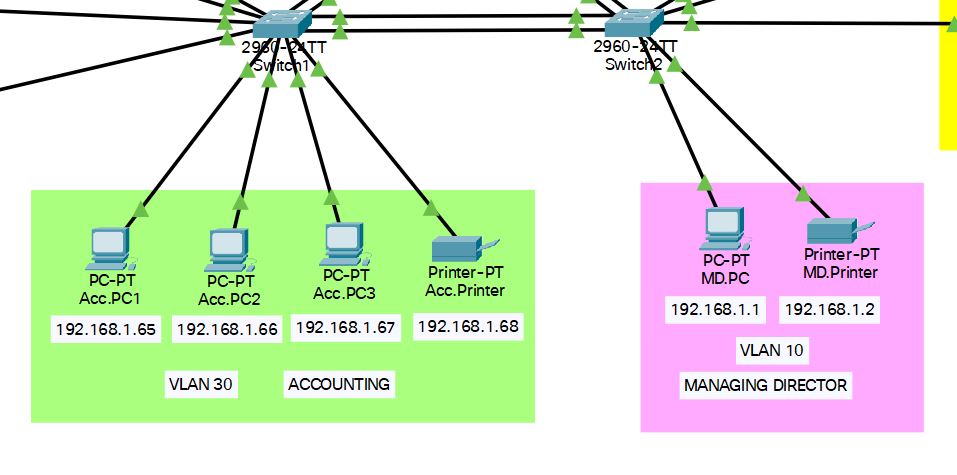 2960-24TT
Switch1
2960-24TT
Switch2
PC-PT
Acc.PC1
192.168.1.65
PC-PT
Acc.PC2
192.168.1.66
PC-PT
Acc.PC3
192.168.1.67
Printer-PT
Acc.Printer
192.168.1.68
VLAN 30
ACCOUNTING
PC-PT
MD.PC
192.168.1.1
Printer-PT
MD.Printer
192.168.1.2
VLAN 10
MANAGING DIRECTOR